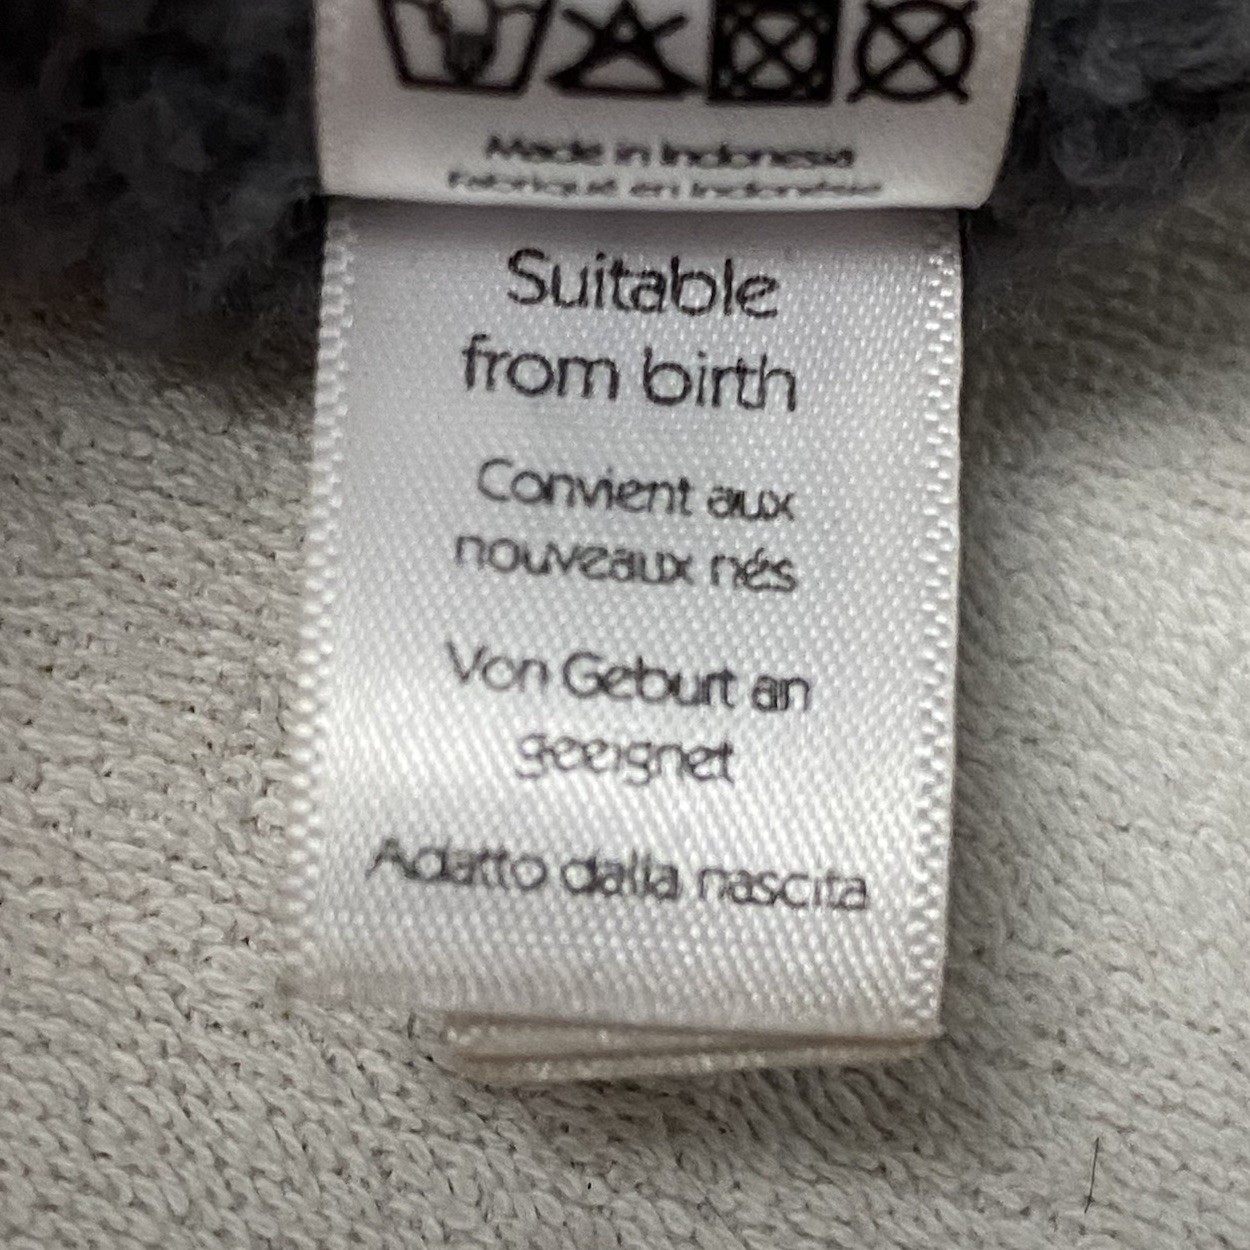 Made in Indonesia
Fabriqué en Indonésie
Suitable
from birth
Convient aux
nouveaux nés
Von Geburt an
geeignet
Adatto dalla nascita